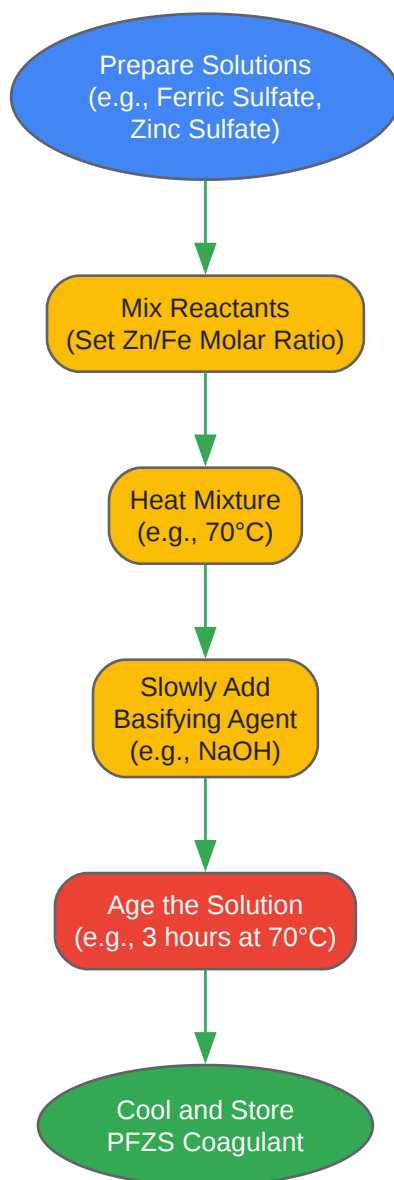 Prepare Solutions
(e.g., Ferric Sulfate,
Zinc Sulfate)
Mix Reactants
(Set Zn/Fe Molar Ratio)
Heat Mixture
(e.g., 70°C)
Slowly Add
Basifying Agent
(e.g., NaOH)
Age the Solution
(e.g., 3 hours at 70°C)
Cool and Store
PFZS Coagulant